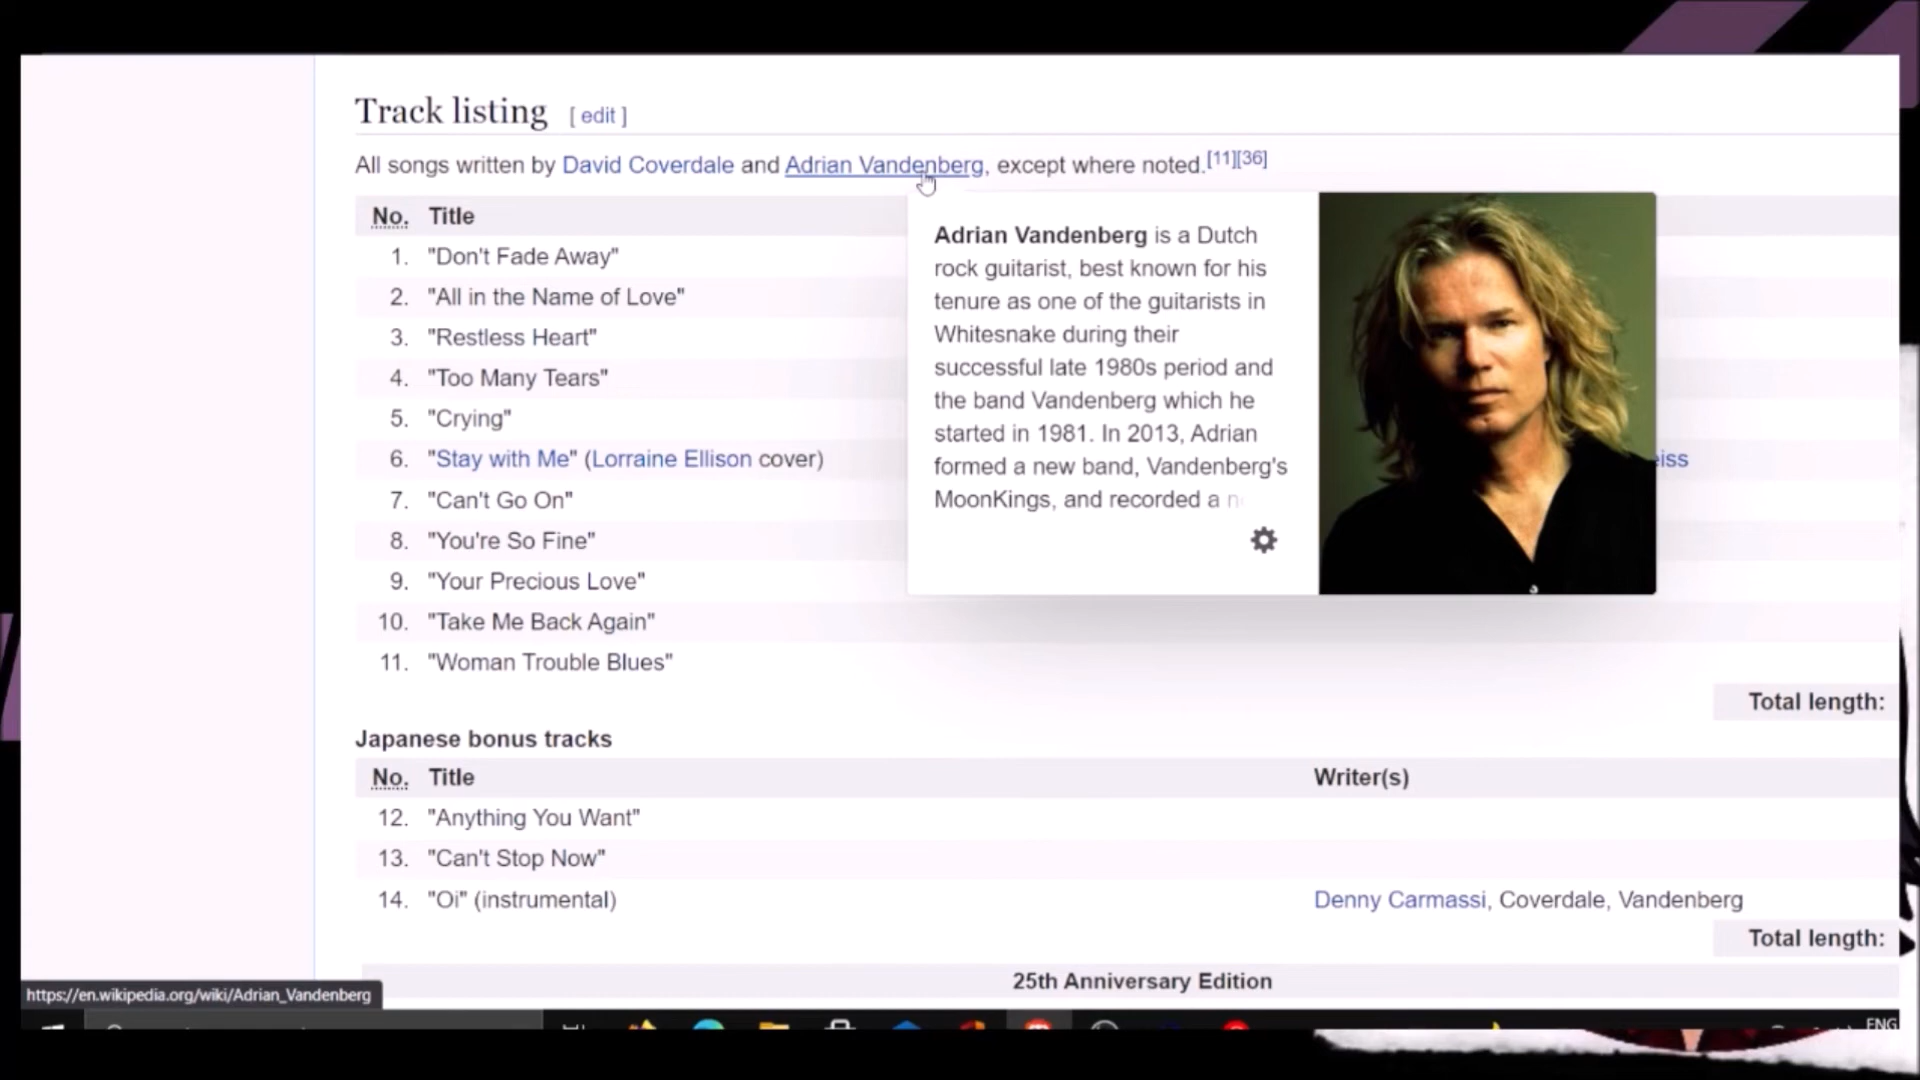 Track listing [ edit ]
All songs written by David Coverdale and Adrian Vandenberg, except where noted.[11][36]
No. Title
1. "Don't Fade Away"
2. "All in the Name of Love"
3. "Restless Heart"
4. "Too Many Tears"
5. "Crying"
6. "Stay with Me" (Lorraine Ellison cover)
7. "Can't Go On"
8. "You're So Fine"
9. "Your Precious Love"
10. "Take Me Back Again"
11. "Woman Trouble Blues"
Adrian Vandenberg is a Dutch
rock guitarist, best known for his
tenure as one of the guitarists in
Whitesnake during their
successful late 1980s period and
the band Vandenberg which he
started in 1981. In 2013, Adrian
formed a new band, Vandenberg's
MoonKings, and recorded a
eiss
Total length:
Japanese bonus tracks
No. Title Writer(s)
12. "Anything You Want"
13. "Can't Stop Now"
14. "Oi" (instrumental) Denny Carmassi, Coverdale, Vandenberg
Total length:
25th Anniversary Edition
https://en.wikipedia.org/wiki/Adrian_Vandenberg
ENG